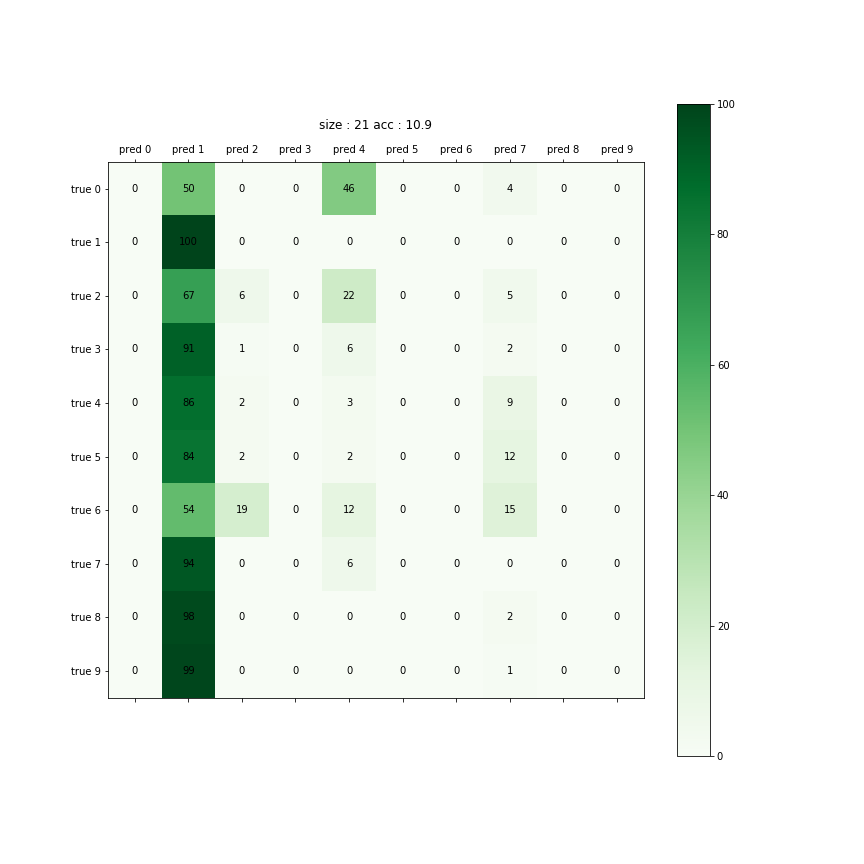 size : 21 acc : 10.9
pred 0 pred 1 pred 2 pred 3 pred 4 pred 5 pred 6 pred 7 pred 8 pred 9
true 0 0 50 0 0 46 0 0 4 0 0
true 1 0 100 0 0 0 0 0 0 0 0
true 2 0 67 6 0 22 0 0 5 0 0
true 3 0 91 1 0 6 0 0 2 0 0
true 4 0 86 2 0 3 0 0 9 0 0
true 5 0 84 2 0 2 0 0 12 0 0
true 6 0 54 19 0 12 0 0 15 0 0
true 7 0 94 0 0 6 0 0 0 0 0
true 8 0 98 0 0 0 0 0 2 0 0
true 9 0 99 0 0 0 0 0 1 0 0
100
80
60
40
20
0